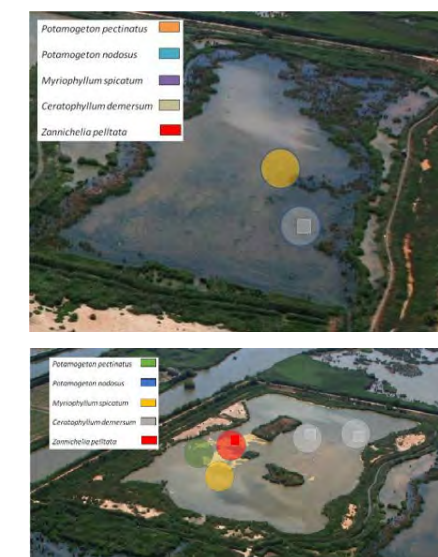 Potamogeton pectinatus
Potamogeton nodosus
Myriophyllum spicatum
Ceratophyllum demersum
Zannichelia pelltata
Potamogeton pectinatus
Potamogeton nodosus
Myriophyllum spicatum
Ceratophyllum demersum
Zannichelia pelltata